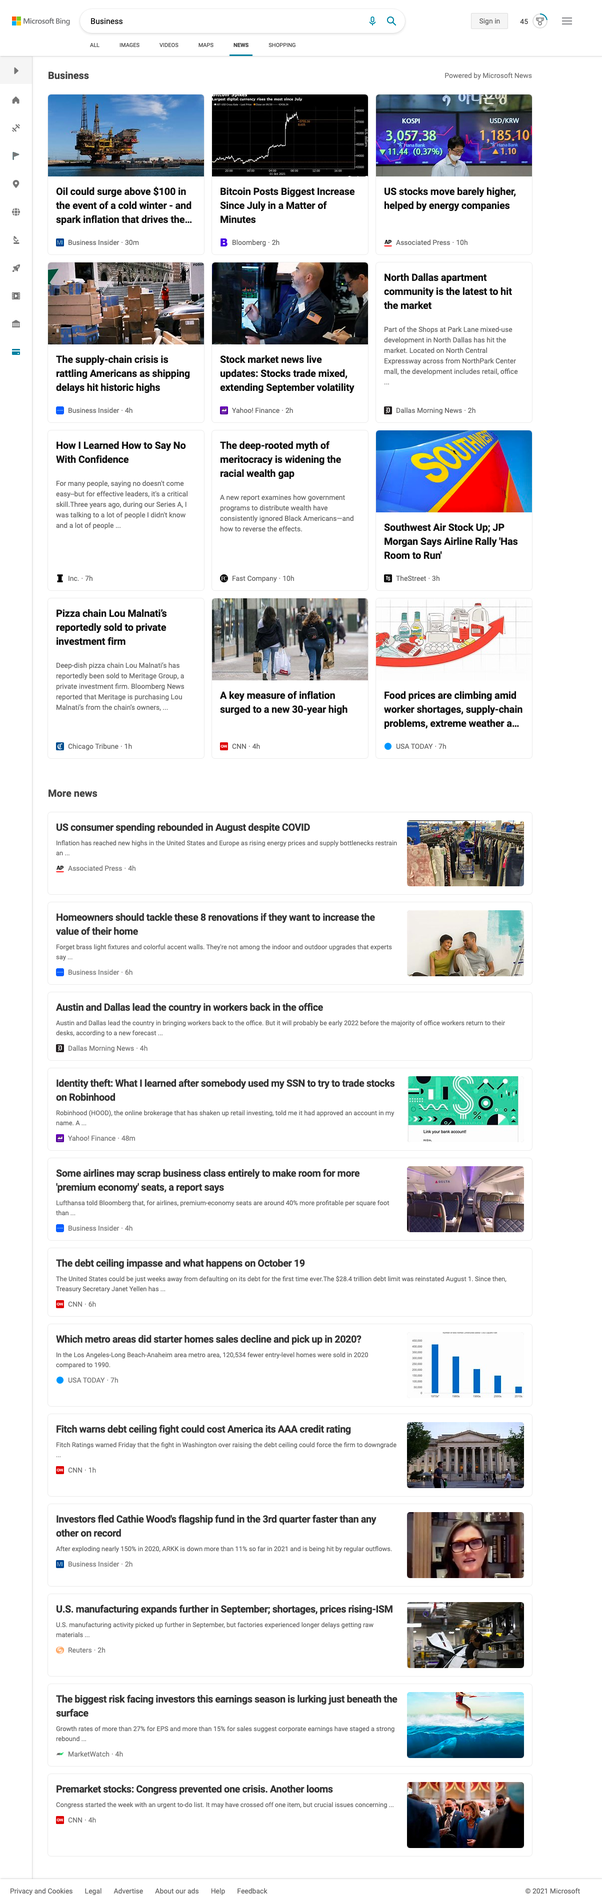 Microsoft Bing
Business
Sign in
45
ALL
IMAGES
VIDEOS
MAPS
NEWS
SHOPPING
Business
Powered by Microsoft News
KOSPI
USD/KRW
3,057.38
1,185.10
11.44 (0.37%)
1.10
Oil could surge above $100 in
the event of a cold winter - and
spark inflation that drives the...
Business Insider · 30m
Bitcoin Posts Biggest Increase
Since July in a Matter of
Minutes
Bloomberg · 2h
US stocks move barely higher,
helped by energy companies
AP Associated Press · 10h
The supply-chain crisis is
rattling Americans as shipping
delays hit historic highs
Business Insider · 4h
Stock market news live
updates: Stocks trade mixed,
extending September volatility
Yahoo! Finance · 2h
North Dallas apartment
community is the latest to hit
the market
Part of the Shops at Park Lane mixed-use
development in North Dallas has hit the
market. Located on North Central
Expressway across from NorthPark Center
mall, the development includes retail, office
...
Dallas Morning News · 2h
How I Learned How to Say No
With Confidence
For many people, saying no doesn't come
easy–but for effective leaders, it's a critical
skill.Three years ago, during our Series A, I
was talking to a lot of people I didn't know
and a lot of people ...
Inc. · 7h
The deep-rooted myth of
meritocracy is widening the
racial wealth gap
A new report examines how government
programs to distribute wealth have
consistently ignored Black Americans—and
how to reverse the effects.
Fast Company · 10h
SOUTHWEST
Southwest Air Stock Up; JP
Morgan Says Airline Rally 'Has
Room to Run'
TheStreet · 3h
Pizza chain Lou Malnati's
reportedly sold to private
investment firm
Deep-dish pizza chain Lou Malnati's has
reportedly been sold to Meritage Group, a
private investment firm. Bloomberg News
reported that Meritage is purchasing Lou
Malnati's from the chain's owners, ...
Chicago Tribune · 1h
A key measure of inflation
surged to a new 30-year high
CNN · 4h
Food prices are climbing amid
worker shortages, supply-chain
problems, extreme weather a...
USA TODAY · 7h
More news
US consumer spending rebounded in August despite COVID
Inflation has reached new highs in the United States and Europe as rising energy prices and supply bottlenecks restrain
an ...
AP Associated Press · 4h
Homeowners should tackle these 8 renovations if they want to increase the
value of their home
Forget brass light fixtures and colorful accent walls. They're not among the indoor and outdoor upgrades that experts
say ...
Business Insider · 6h
Austin and Dallas lead the country in workers back in the office
Austin and Dallas lead the country in bringing workers back to the office. But it will probably be early 2022 before the majority of office workers return to their
desks, according to a new forecast ...
Dallas Morning News · 4h
Identity theft: What I learned after somebody used my SSN to try to trade stocks
on Robinhood
Robinhood (HOOD), the online brokerage that has shaken up retail investing, told me it had approved an account in my
name. A ...
Yahoo! Finance · 48m
Link your bank account!
Some airlines may scrap business class entirely to make room for more
'premium economy' seats, a report says
Lufthansa told Bloomberg that, for airlines, premium-economy seats are around 40% more profitable per square foot
than ...
Business Insider · 4h
The debt ceiling impasse and what happens on October 19
The United States could be just weeks away from defaulting on its debt for the first time ever.The $28.4 trillion debt limit was reinstated August 1. Since then,
Treasury Secretary Janet Yellen has ...
CNN · 6h
Which metro areas did starter homes sales decline and pick up in 2020?
In the Los Angeles-Long Beach-Anaheim area metro area, 120,534 fewer entry-level homes were sold in 2020
compared to 1990.
USA TODAY · 7h
Fitch warns debt ceiling fight could cost America its AAA credit rating
Fitch Ratings warned Friday that the fight in Washington over raising the debt ceiling could force the firm to downgrade
...
CNN · 1h
Investors fled Cathie Wood's flagship fund in the 3rd quarter faster than any
other on record
After exploding nearly 150% in 2020, ARKK is down more than 11% so far in 2021 and is being hit by regular outflows.
Business Insider · 2h
U.S. manufacturing expands further in September; shortages, prices rising-ISM
U.S. manufacturing activity picked up further in September, but factories experienced longer delays getting raw
materials ...
Reuters · 2h
The biggest risk facing investors this earnings season is lurking just beneath the
surface
Growth rates of more than 27% for EPS and more than 15% for sales suggest corporate earnings have staged a strong
rebound ...
MarketWatch · 4h
Premarket stocks: Congress prevented one crisis. Another looms
Congress started the week with an urgent to-do list. It may have crossed off one item, but crucial issues concerning ...
CNN · 4h
Privacy and Cookies
Legal
Advertise
About our ads
Help
Feedback
© 2021 Microsoft